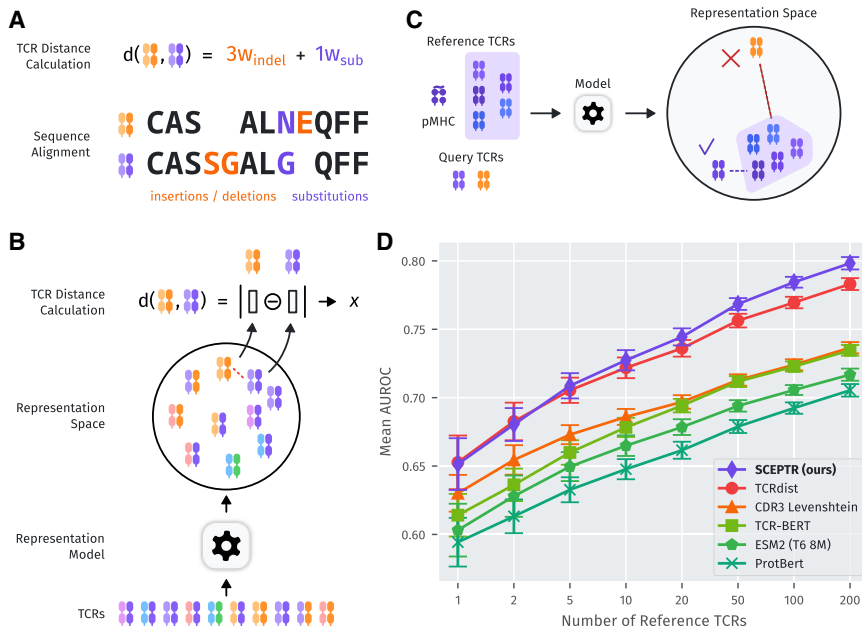 A
TCR Distance
Calculation
d( , ) = 3windel + 1wsub
Sequence
Alignment
CAS ALNEQFF
CASSGALG QFF
insertions / deletions substitutions
B
TCR Distance
Calculation
d( , ) = | ⊖ | → x
Representation
Space
Representation
Model
TCRs
C
Representation Space
Reference TCRs
pMHC
Model
Query TCRs
D
Mean AUROC
0.80
0.75
0.70
0.65
0.60
SCEPTR (ours)
TCRdist
CDR3 Levenshtein
TCR-BERT
ESM2 (T6 8M)
ProtBert
1 2 5 10 20 50 100 200
Number of Reference TCRs